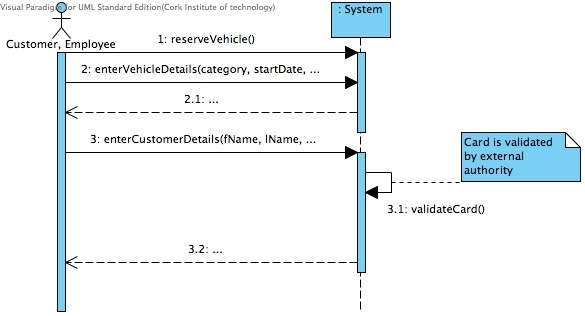 Visual Paradigm for UML Standard Edition(Cork Institute of technology)
: System
Customer, Employee
1: reserveVehicle()
2: enterVehicleDetails(category, startDate, ...
2.1: ...
3: enterCustomerDetails(fName, lName, ...
Card is validated
by external
authority
3.1: validateCard()
3.2: ...